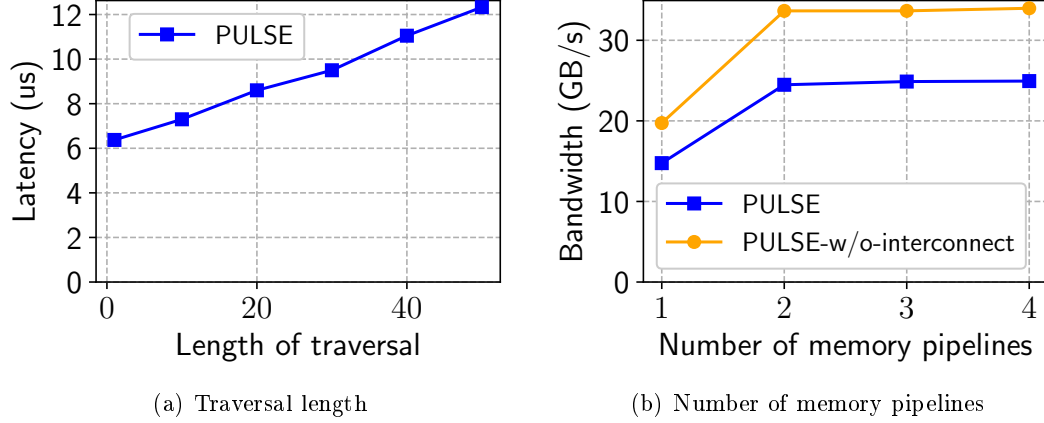 12
10
8
6
4
2
0
Latency (us)
PULSE
0
20
40
Length of traversal
(a) Traversal length
30
20
10
0
Bandwidth (GB/s)
PULSE
PULSE-w/o-interconnect
1
2
3
4
Number of memory pipelines
(b) Number of memory pipelines